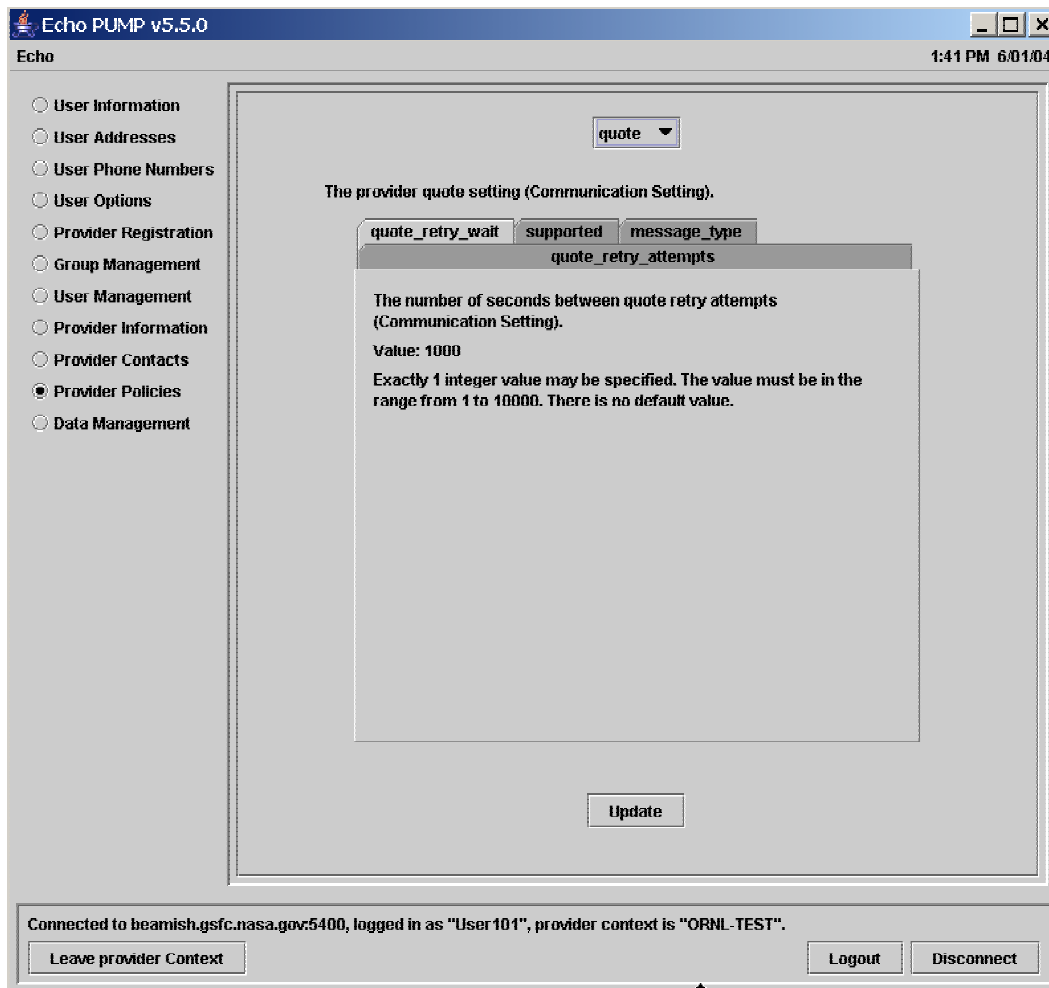 Echo PUMP v5.5.0
Echo 1:41 PM 6/01/04
User Information
User Addresses
User Phone Numbers
User Options
Provider Registration
Group Management
User Management
Provider Information
Provider Contacts
Provider Policies
Data Management
quote
The provider quote setting (Communication Setting).
quote_retry_wait supported message_type
quote_retry_attempts
The number of seconds between quote retry attempts
(Communication Setting).
Value: 1000
Exactly 1 integer value may be specified. The value must be in the
range from 1 to 10000. There is no default value.
Update
Connected to beamish.gsfc.nasa.gov:5400, logged in as "User101", provider context is "ORNL-TEST".
Leave provider Context Logout Disconnect